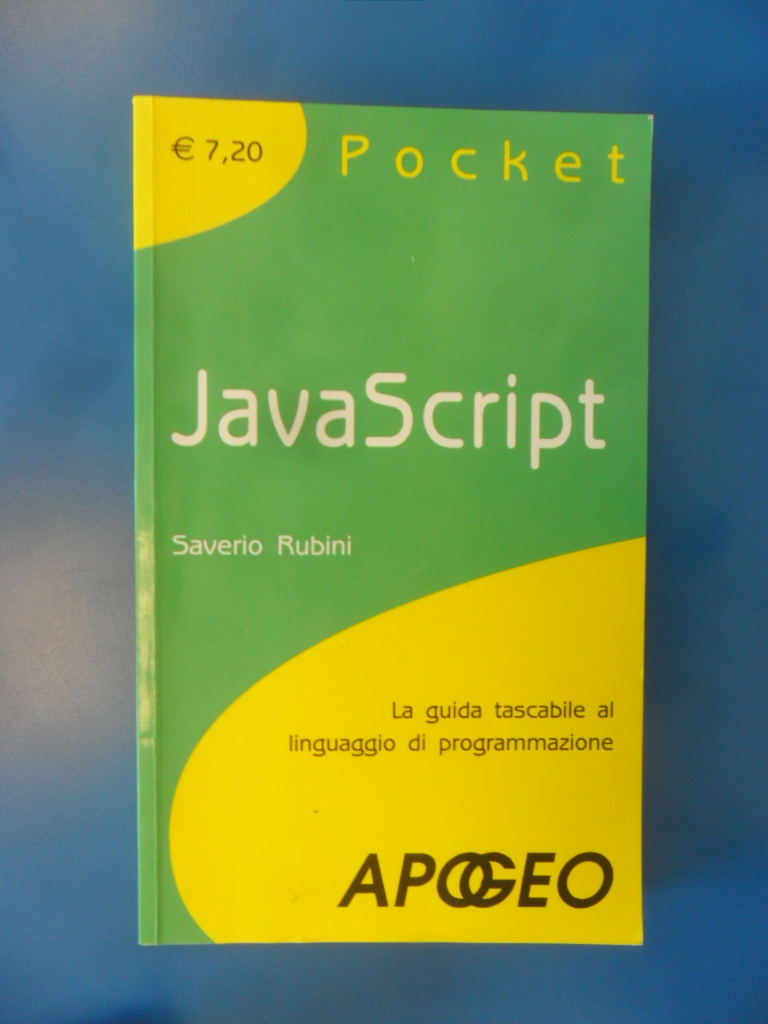 € 7,20
Pocket
JavaScript
Saverio Rubini
La guida tascabile al
linguaggio di programmazione
APOGEO